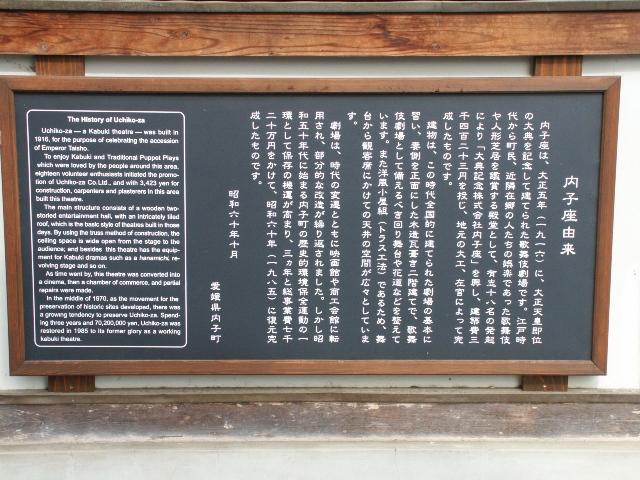 内子座由来
内子座は、大正五年(一九一六)に、大正天皇即位
の大典を記念して建てられた歌舞伎劇場です。江戸時
代から町民、近隣在郷の人たちの娯楽であった歌舞伎
や人形芝居を鑑賞する殿堂として、有志十八名の発起
により「大典記念株式会社内子座」を興し、建築費三
千四百二十三円を投じ、地元の大工、左官によって完
成したものです。
建物は、この時代全国的に建てられた劇場の基本に
習い、妻側を正面にした木造瓦葺き二階建てで、歌舞
伎劇場として備えるべき回り舞台や花道などを整えて
います。また洋風小屋組(トラス工法)であるため、舞
台から観客席にかけての天井の空間が広々としていま
す。
劇場は、時代の変遷とともに映画館や商工会館に転
用され、部分的な改造が繰り返されました。しかし昭
和五十年代に始まる内子町の歴史的環境保全運動の一
環として保存の機運が高まり、三ヵ年と総事業費七千
二十万円をかけて、昭和六十年(一九八五)に復元完
成したものです。
昭和六十年十月
愛媛県内子町
The History of Uchiko-za
Uchiko-za — a Kabuki theatre — was built in
1916, for the purpose of celebrating the accession
of Emperor Taisho.
To enjoy Kabuki and Traditional Puppet Plays
which were loved by the people around this area,
eighteen volunteer enthusiasts initiated the promo-
tion of Uchiko-za Co.Ltd., and with 3,423 yen for
construction, carpenters and plasterers in this area
built this theatre.
The main structure consists of a wooden two-
storied entertainment hall, with an intricately tiled
roof, which is the basic style of theatres built in those
days. By using the truss method of construction, the
ceiling space is wide open from the stage to the
audience; and besides this theatre has the equip-
ment for Kabuki dramas such as a hanamichi, re-
volving stage and so on.
As time went by, this theatre was converted into
a cinema, then a chamber of commerce, and partial
repairs were made.
In the middle of 1970, as the movement for the
preservation of historic sites developed, there was
a growing tendency to preserve Uchiko-za. Spend-
ing three years and 70,200,000 yen, Uchiko-za was
restored in 1985 to its former glory as a working
kabuki theatre.